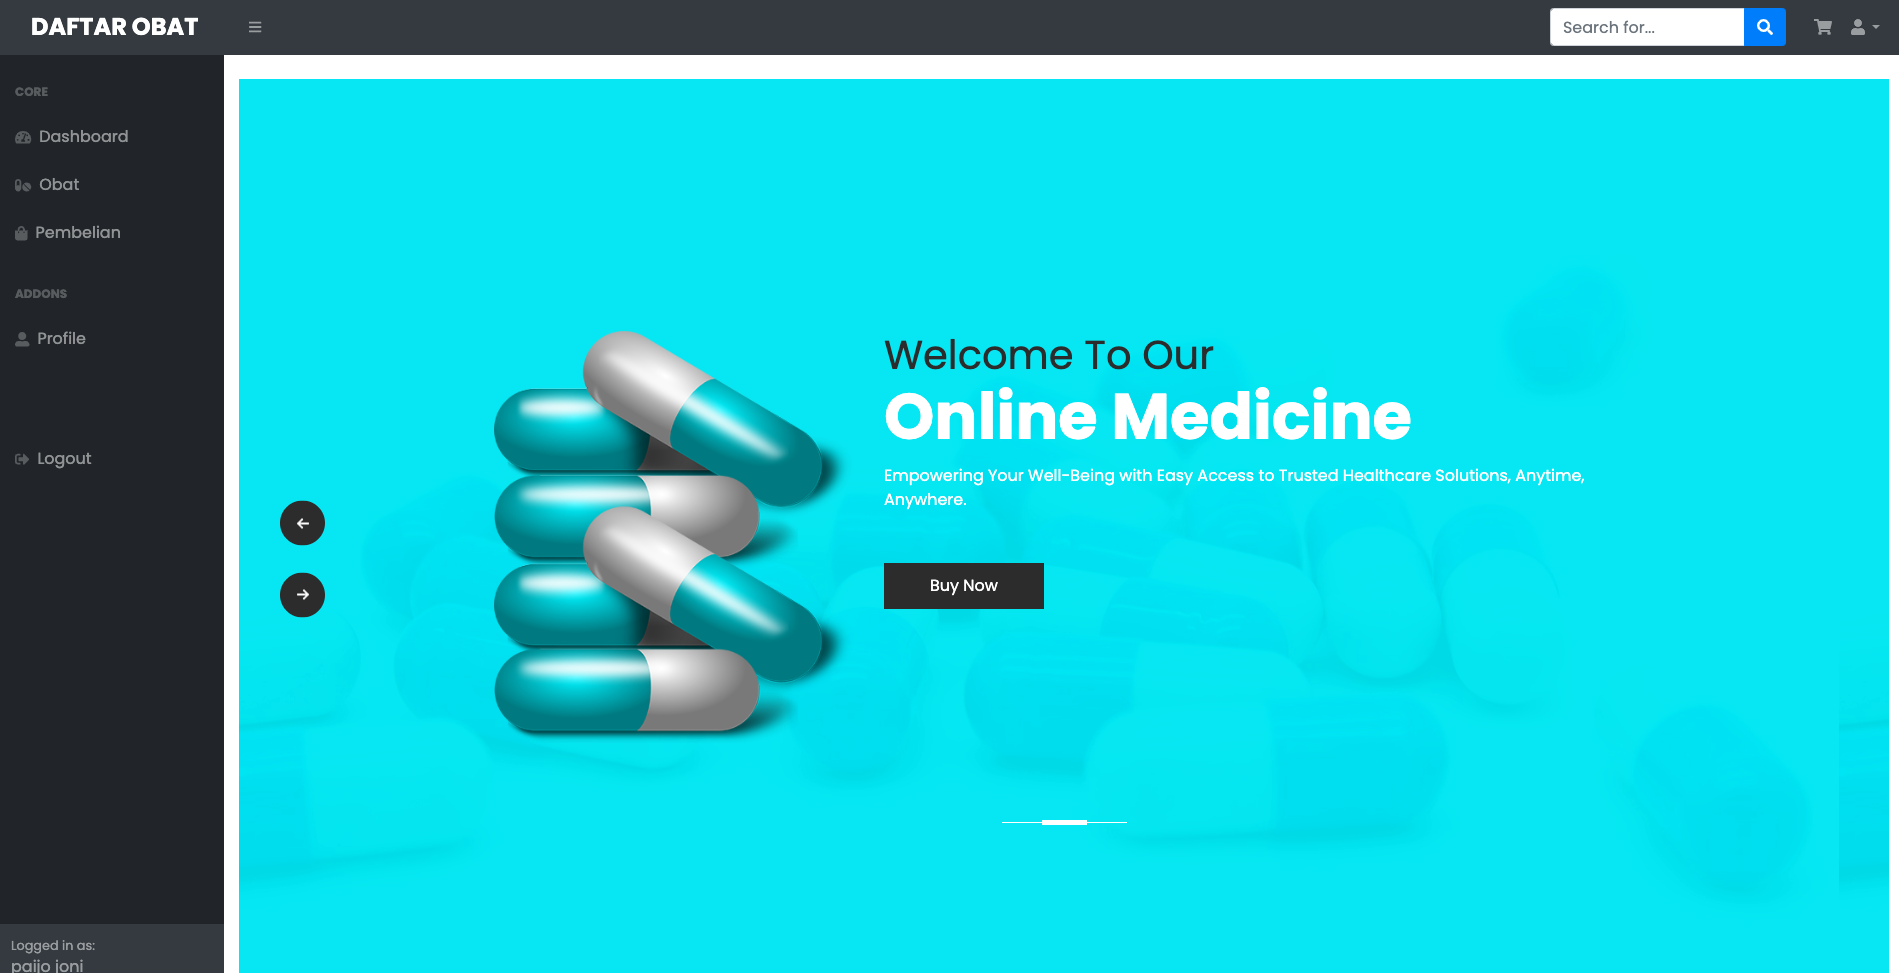 DAFTAR OBAT
Search for...
CORE
Dashboard
Obat
Pembelian
ADDONS
Profile
Logout
Logged in as:
paijo joni
Welcome To Our
Online Medicine
Empowering Your Well-Being with Easy Access to Trusted Healthcare Solutions, Anytime,
Anywhere.
Buy Now